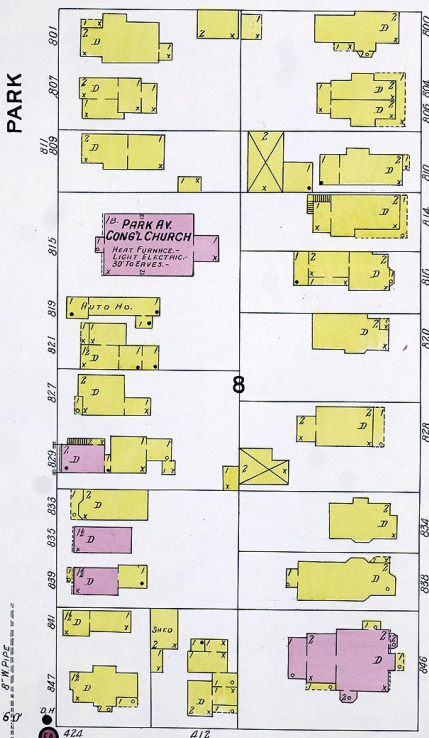 PARK
801
807
811
809
815
819
821
827
829
833
835
839
841
847
800
804
806
810
814
816
820
828
834
838
846
PARK AV.
CONG'L CHURCH
HEAT FURNACE.-
LIGHT ELECTRIC.-
30' TO EAVES.-
AUTO HO.
8
SHED
8" W. PIPE
60'
D.H
424
412